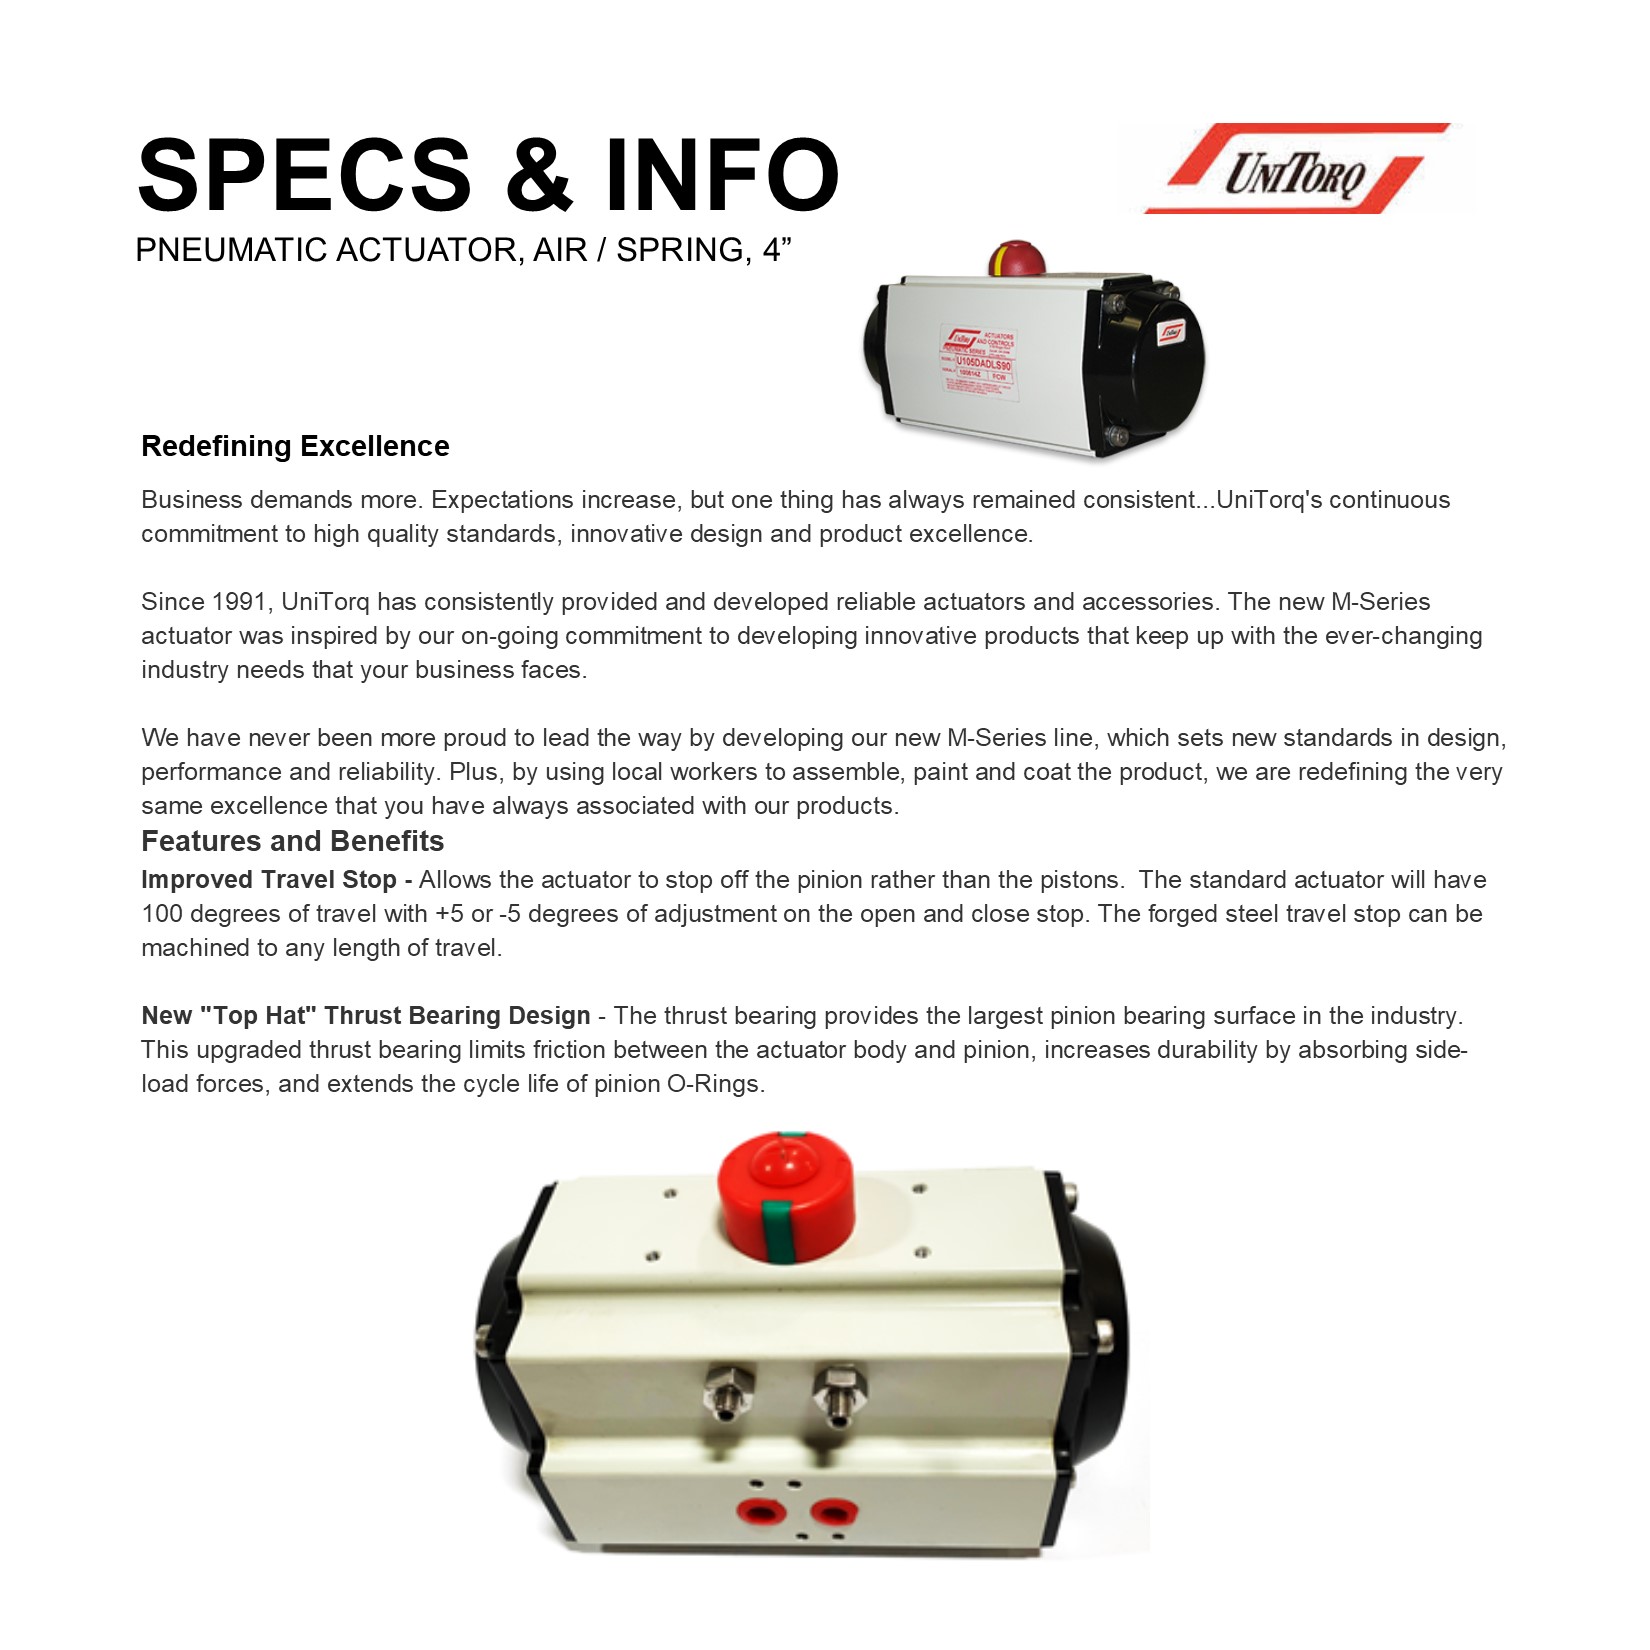 SPECS & INFO
UNITORQ
PNEUMATIC ACTUATOR, AIR / SPRING, 4”
UNITORQ
ACTUATORS
AND CONTROLS
PNEUMATIC SERIES
U105DADLS90
100614Z FCW
Redefining Excellence
Business demands more. Expectations increase, but one thing has always remained consistent...UniTorq's continuous
commitment to high quality standards, innovative design and product excellence.
Since 1991, UniTorq has consistently provided and developed reliable actuators and accessories. The new M-Series
actuator was inspired by our on-going commitment to developing innovative products that keep up with the ever-changing
industry needs that your business faces.
We have never been more proud to lead the way by developing our new M-Series line, which sets new standards in design,
performance and reliability. Plus, by using local workers to assemble, paint and coat the product, we are redefining the very
same excellence that you have always associated with our products.
Features and Benefits
Improved Travel Stop - Allows the actuator to stop off the pinion rather than the pistons. The standard actuator will have
100 degrees of travel with +5 or -5 degrees of adjustment on the open and close stop. The forged steel travel stop can be
machined to any length of travel.
New "Top Hat" Thrust Bearing Design - The thrust bearing provides the largest pinion bearing surface in the industry.
This upgraded thrust bearing limits friction between the actuator body and pinion, increases durability by absorbing side-
load forces, and extends the cycle life of pinion O-Rings.